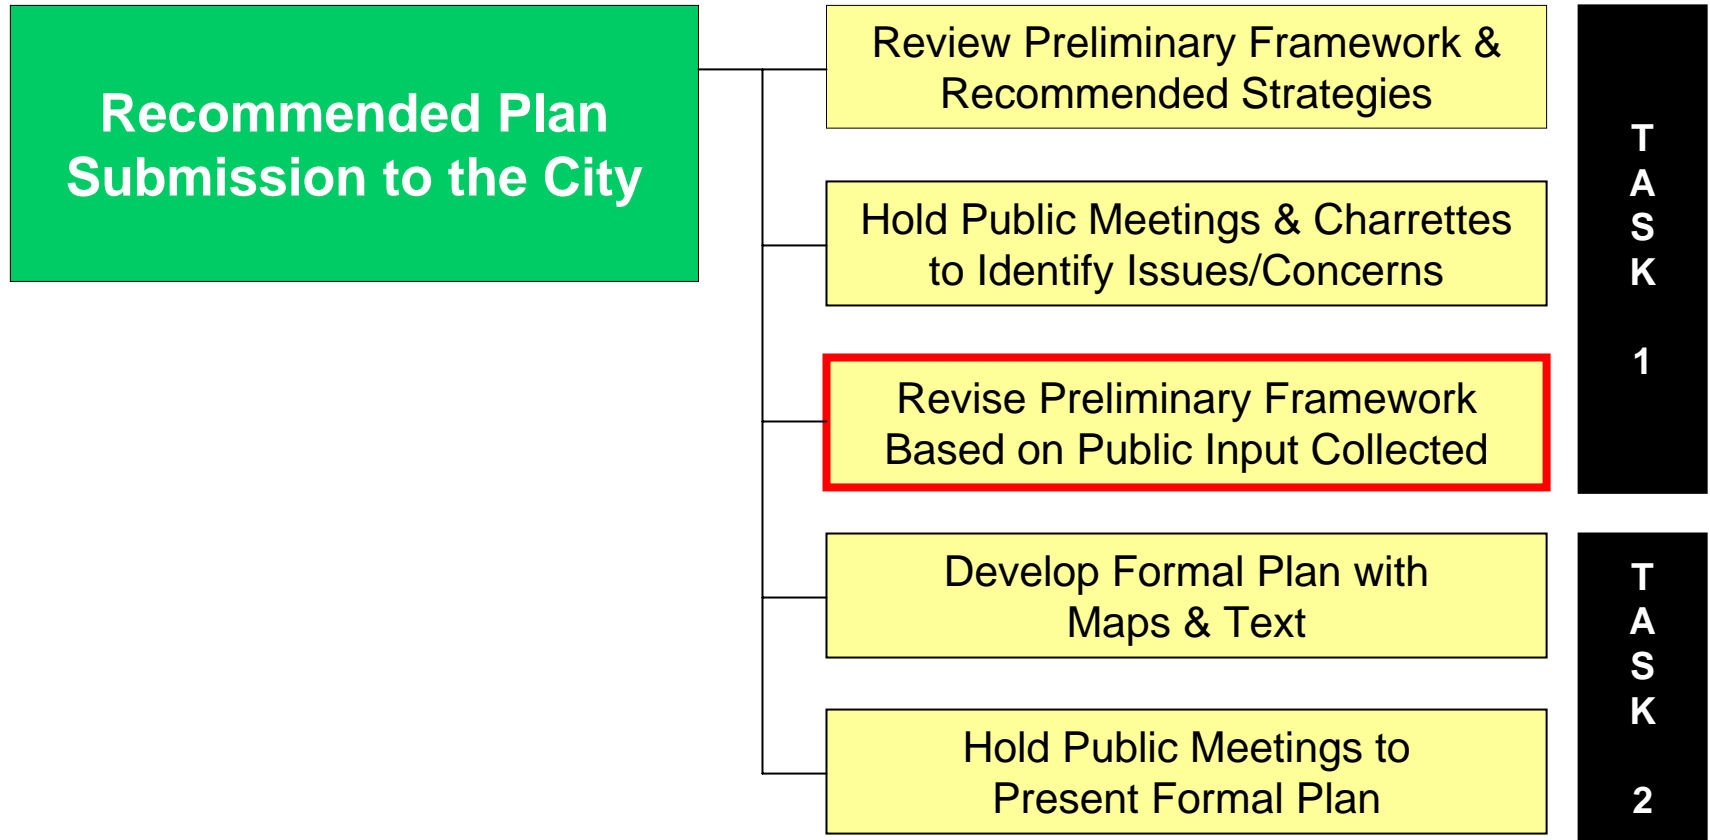 Recommended Plan
Submission to the City
Review Preliminary Framework &
Recommended Strategies
Hold Public Meetings & Charrettes
to Identify Issues/Concerns
Revise Preliminary Framework
Based on Public Input Collected
Develop Formal Plan with
Maps & Text
Hold Public Meetings to
Present Formal Plan
T
A
S
K
1
T
A
S
K
2